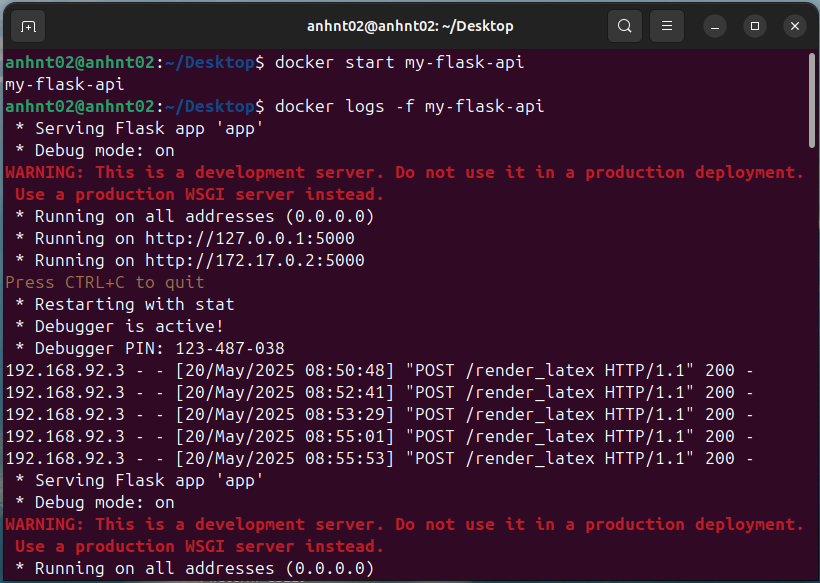 anhnt02@anhnt02: ~/Desktop
anhnt02@anhnt02:~/Desktop$ docker start my-flask-api
my-flask-api
anhnt02@anhnt02:~/Desktop$ docker logs -f my-flask-api
 * Serving Flask app 'app'
 * Debug mode: on
WARNING: This is a development server. Do not use it in a production deployment.
 Use a production WSGI server instead.
 * Running on all addresses (0.0.0.0)
 * Running on http://127.0.0.1:5000
 * Running on http://172.17.0.2:5000
Press CTRL+C to quit
 * Restarting with stat
 * Debugger is active!
 * Debugger PIN: 123-487-038
192.168.92.3 - - [20/May/2025 08:50:48] "POST /render_latex HTTP/1.1" 200 -
192.168.92.3 - - [20/May/2025 08:52:41] "POST /render_latex HTTP/1.1" 200 -
192.168.92.3 - - [20/May/2025 08:53:29] "POST /render_latex HTTP/1.1" 200 -
192.168.92.3 - - [20/May/2025 08:55:01] "POST /render_latex HTTP/1.1" 200 -
192.168.92.3 - - [20/May/2025 08:55:53] "POST /render_latex HTTP/1.1" 200 -
 * Serving Flask app 'app'
 * Debug mode: on
WARNING: This is a development server. Do not use it in a production deployment.
 Use a production WSGI server instead.
 * Running on all addresses (0.0.0.0)